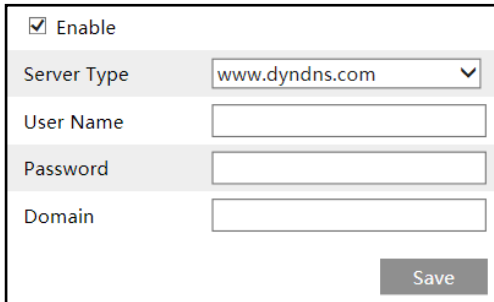 Enable
Server Type www.dyndns.com
User Name
Password
Domain
Save